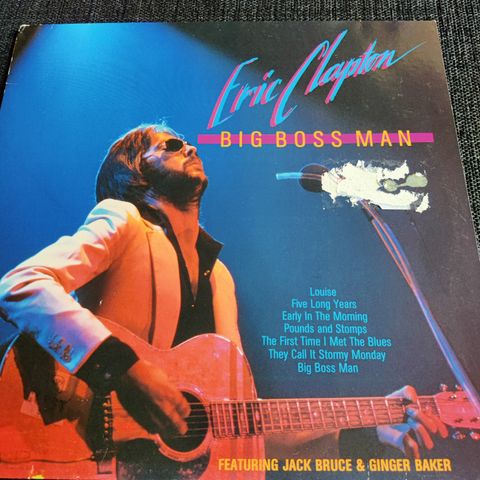 Eric Clapton
BIG BOSS MAN
Louise
Five Long Years
Early In The Morning
Pounds and Stomps
The First Time I Met The Blues
They Call It Stormy Monday
Big Boss Man
FEATURING JACK BRUCE & GINGER BAKER